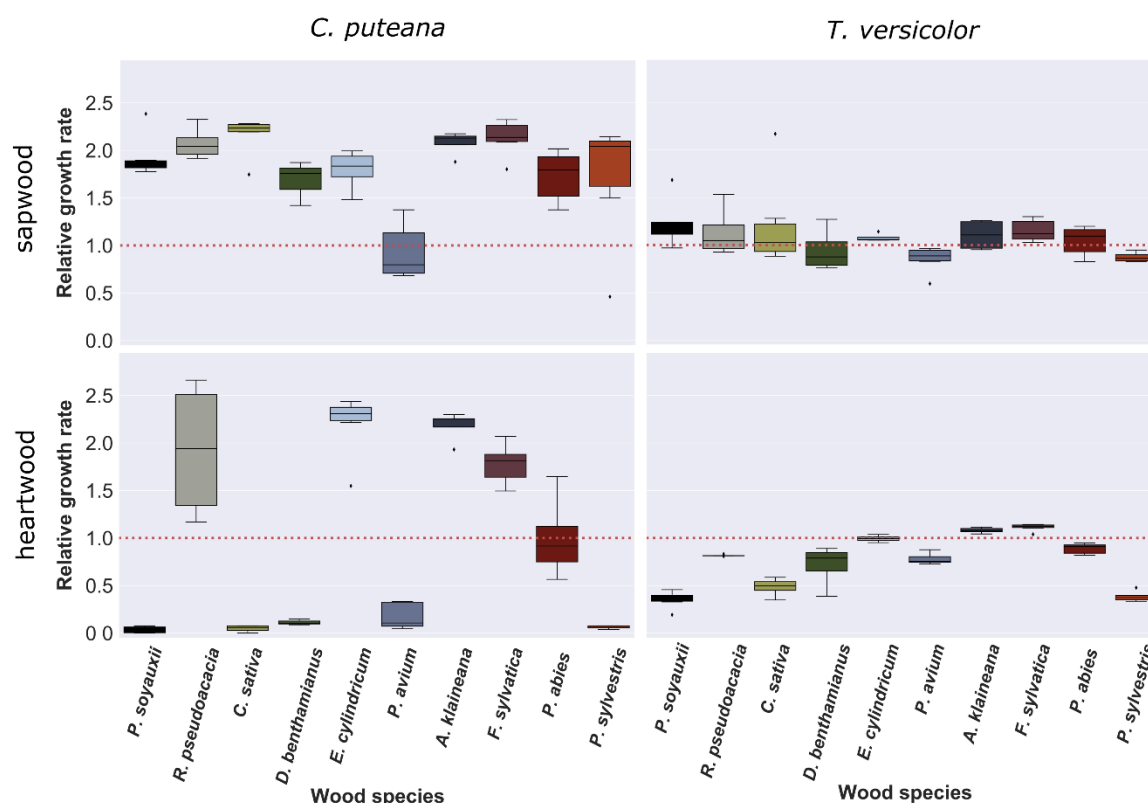 C. puteana
T. versicolor
sapwood
Relative growth rate
2.5
2.0
1.5
1.0
0.5
0.0
heartwood
Relative growth rate
2.5
2.0
1.5
1.0
0.5
0.0
P. soyauxii
R. pseudoacacia
C. sativa
D. benthamianus
E. cylindricum
P. avium
A. klaineana
F. sylvatica
P. abies
P. sylvestris
P. soyauxii
R. pseudoacacia
C. sativa
D. benthamianus
E. cylindricum
P. avium
A. klaineana
F. sylvatica
P. abies
P. sylvestris
Wood species
Wood species